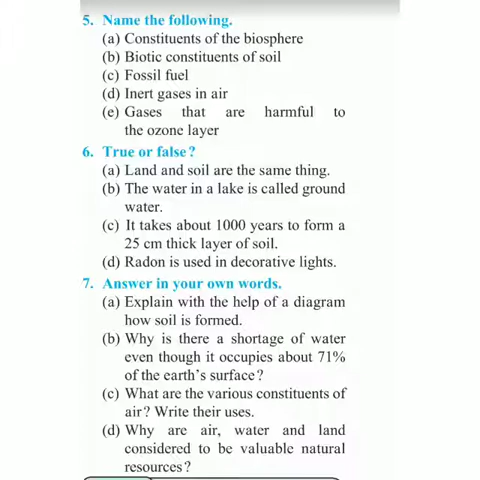 5. Name the following.
(a) Constituents of the biosphere
(b) Biotic constituents of soil
(c) Fossil fuel
(d) Inert gases in air
(e) Gases that are harmful to
the ozone layer
6. True or false?
(a) Land and soil are the same thing.
(b) The water in a lake is called ground
water.
(c) It takes about 1000 years to form a
25 cm thick layer of soil.
(d) Radon is used in decorative lights.
7. Answer in your own words.
(a) Explain with the help of a diagram
how soil is formed.
(b) Why is there a shortage of water
even though it occupies about 71%
of the earth's surface?
(c) What are the various constituents of
air? Write their uses.
(d) Why are air, water and land
considered to be valuable natural
resources?